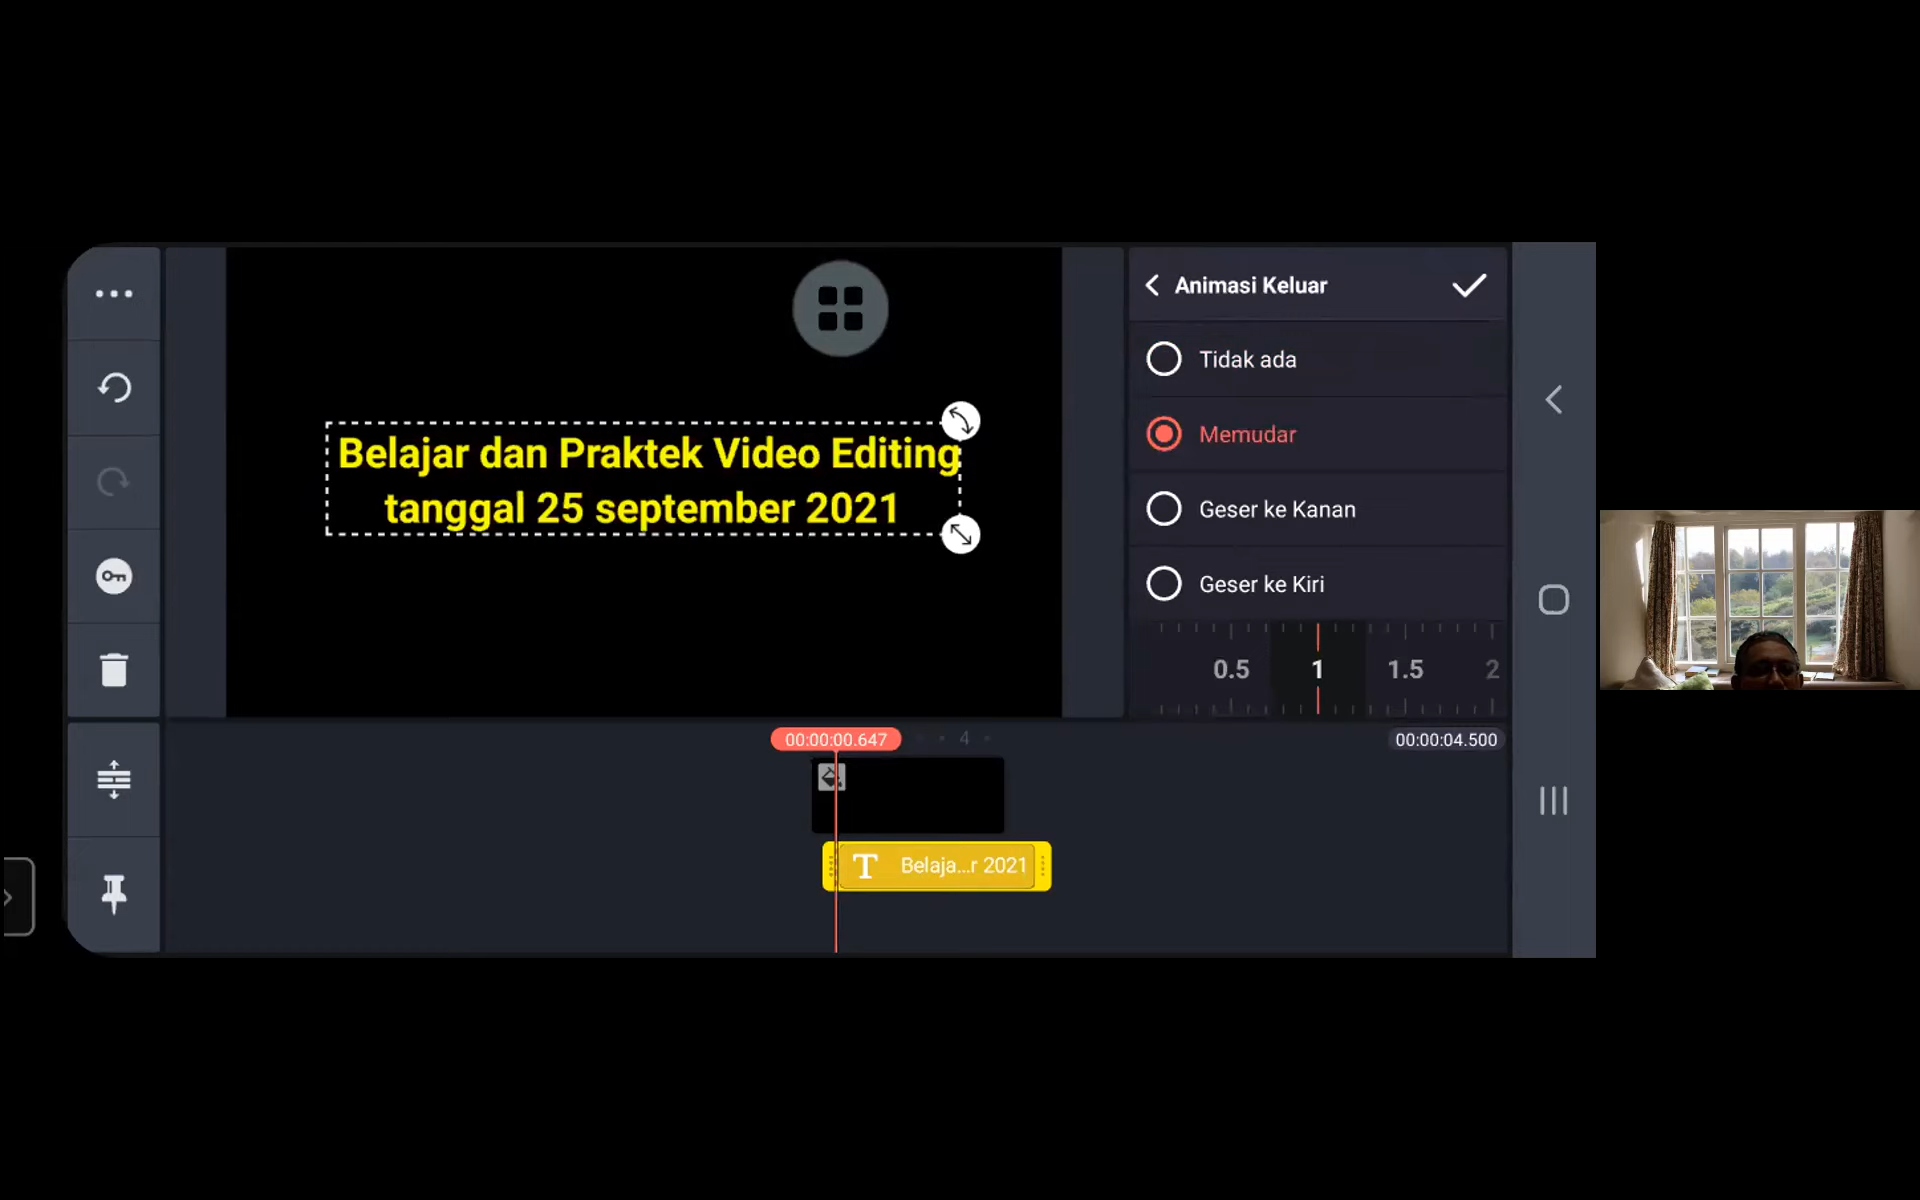 Animasi Keluar
Tidak ada
Memudar
Geser ke Kanan
Geser ke Kiri
0.5 1 1.5 2
Belajar dan Praktek Video Editing
tanggal 25 september 2021
00:00:00.647
4
00:00:04.500
T Belaja...r 2021